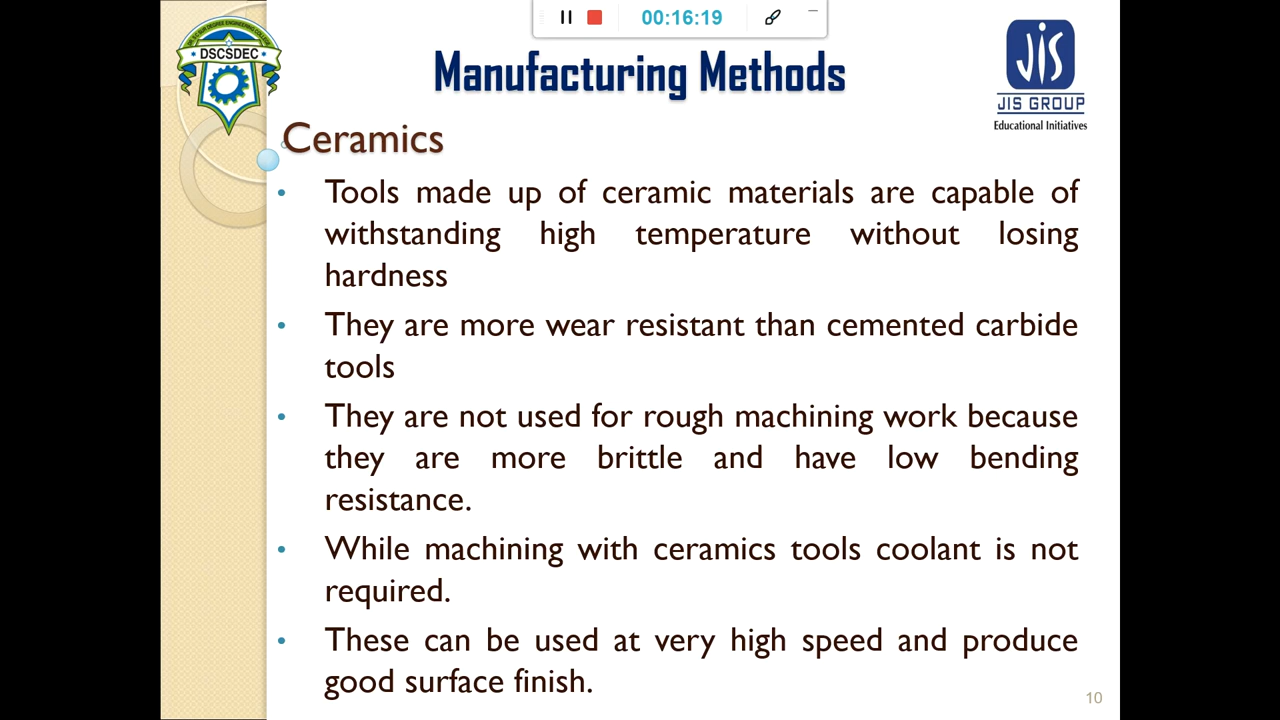 00:16:19
DSCSDEC
Manufacturing Methods
JIS
JIS GROUP
Educational Initiatives
Ceramics
• Tools made up of ceramic materials are capable of
withstanding high temperature without losing
hardness
• They are more wear resistant than cemented carbide
tools
• They are not used for rough machining work because
they are more brittle and have low bending
resistance.
• While machining with ceramics tools coolant is not
required.
• These can be used at very high speed and produce
good surface finish.
10